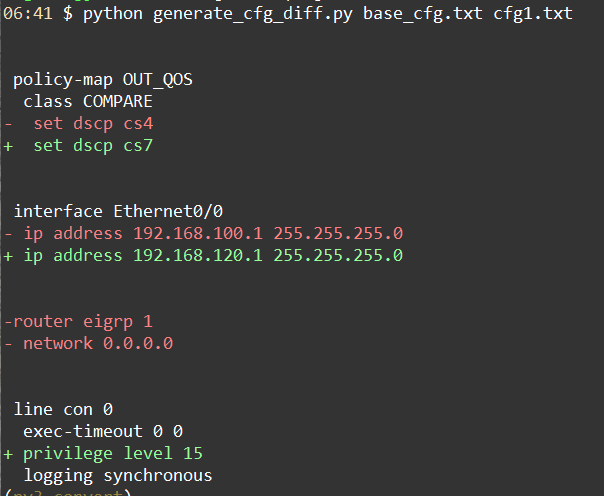 06:41 $ python generate_cfg_diff.py base_cfg.txt cfg1.txt
policy-map OUT_QOS
class COMPARE
-  set dscp cs4
+  set dscp cs7
interface Ethernet0/0
- ip address 192.168.100.1 255.255.255.0
+ ip address 192.168.120.1 255.255.255.0
-router eigrp 1
- network 0.0.0.0
line con 0
exec-timeout 0 0
+ privilege level 15
logging synchronous